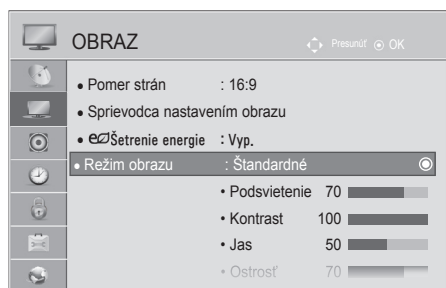 OBRAZ
Presunúť ⊙ OK
• Pomer strán : 16:9
• Sprievodca nastavením obrazu
• Šetrenie energie : Vyp.
• Režim obrazu : Štandardné
• Podsvietenie 70
• Kontrast 100
• Jas 50
• Ostrosť 70